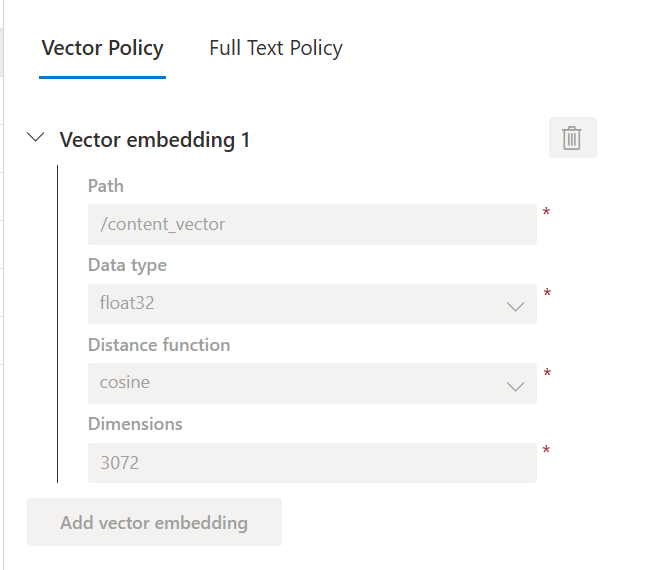 Vector Policy Full Text Policy
Vector embedding 1
Path
/content_vector *
Data type
float32 *
Distance function
cosine *
Dimensions
3072 *
Add vector embedding